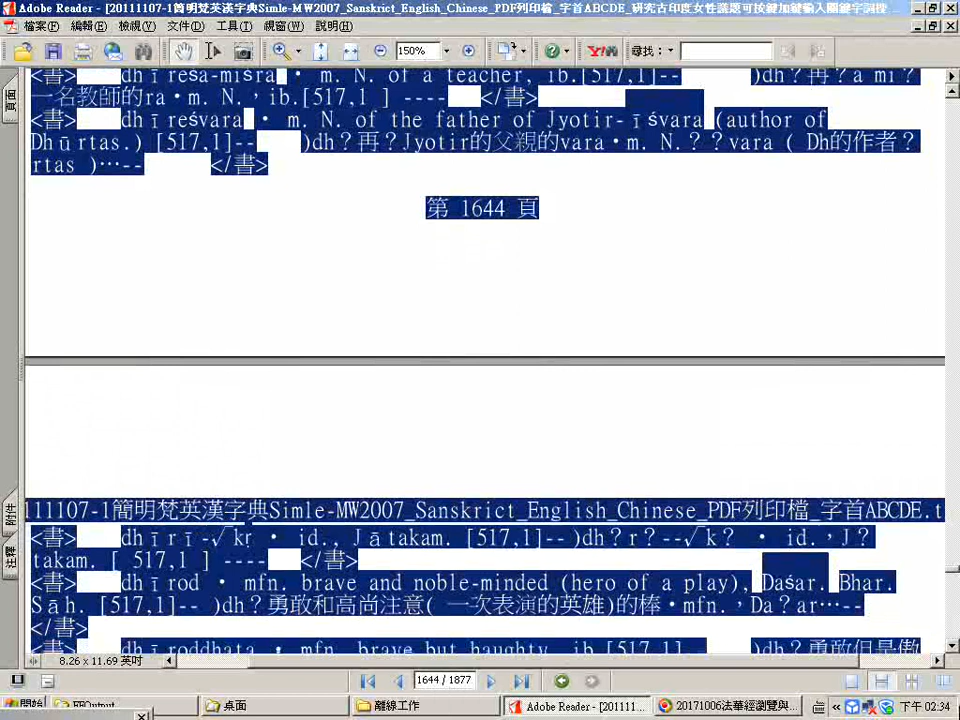 Adobe Reader - [20111107-1簡明梵英漢字典Simle-MW2007_Sanskrict_English_Chinese_PDF列印檔_字首ABCDE_研究古印度女性議題可按鍵加鍵輸入關鍵字詞搜
檔案(F) 編輯(E) 檢視(V) 文件(D) 工具(T) 視窗(W) 說明(H)
150% Y! 尋找:
頁面
<書> dhīreśa-miśra • m. N. of a teacher, ib.[517,1]-- )dh？再？a mi？
一名教師的ra•m. N.，ib.[517,1 ] ---- </書>
<書> dhīreśvara • m. N. of the father of Jyotir-īśvara (author of
Dhūrtas.) [517,1]-- )dh？再？Jyotir的父親的vara•m. N.？？vara ( Dh的作者？
rtas )…-- </書>
第 1644 頁
附件
注釋
111107-1簡明梵英漢字典Simle-MW2007_Sanskrict_English_Chinese_PDF列印檔_字首ABCDE.t
<書> dhīrī-√kṛ • id., Jātakam. [517,1]-- )dh？r？--√k？ • id.，J？
takam. [ 517,1 ] ---- </書>
<書> dhīrod • mfn. brave and noble-minded (hero of a play), Daśar. Bhar.
Sāh. [517,1]-- )dh？勇敢和高尚注意( 一次表演的英雄)的棒•mfn.，Da？ar…--
</書>
<書> dhīroddhata • mfn. brave but haughty, ib.[517,1]-- )dh？勇敢但是傲
8.26 x 11.69 英吋
1644 / 1877
開始 FFOutput 桌面 離線工作 Adobe Reader - [20111... 20171006法華經瀏覽與... 下午 02:34